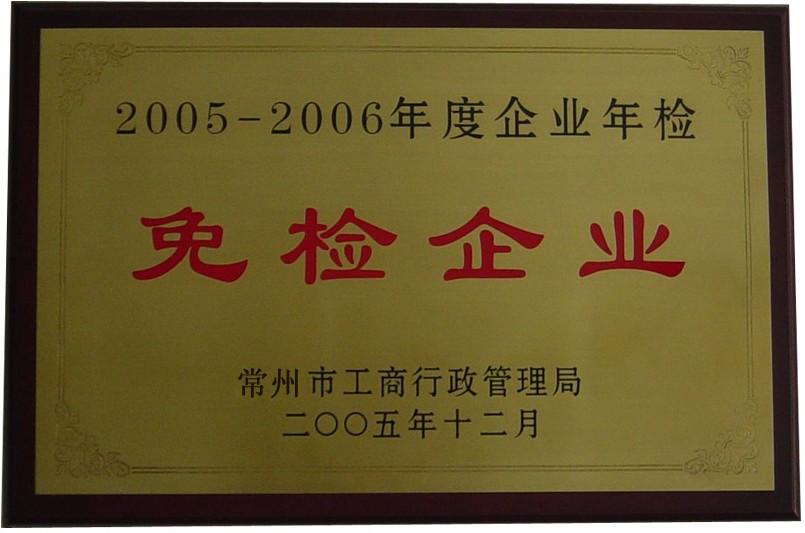 2005-2006年度企业年检
免检企业
常州市工商行政管理局
二〇〇五年十二月